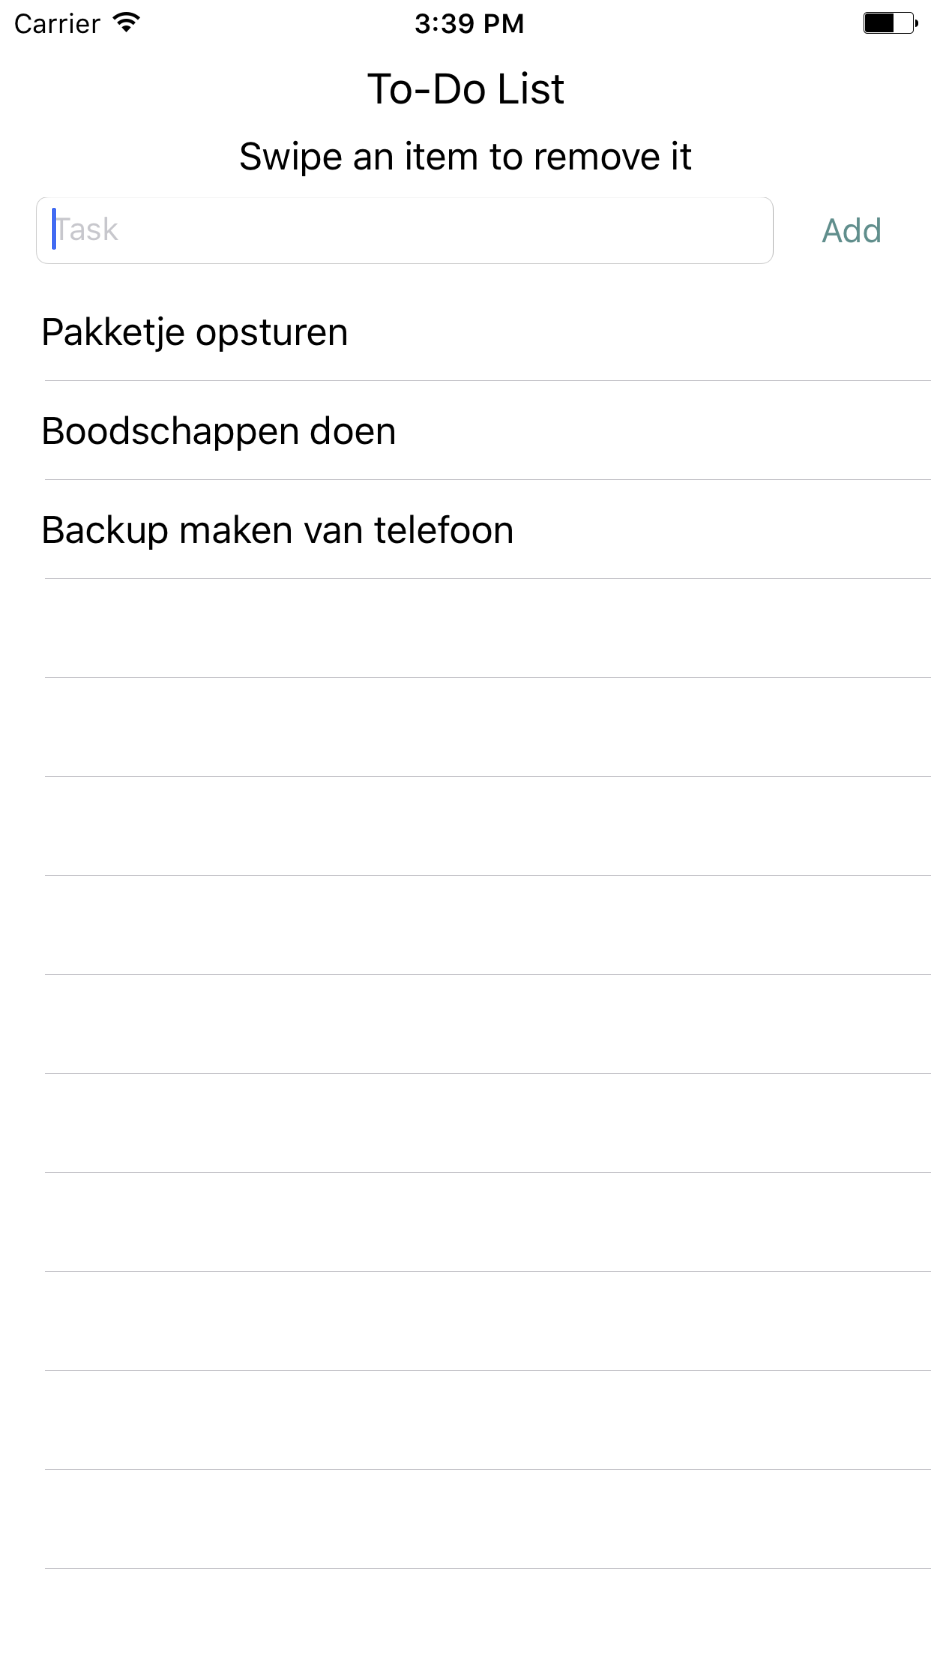 Carrier 3:39 PM
To-Do List
Swipe an item to remove it
Task Add
Pakketje opsturen
Boodschappen doen
Backup maken van telefoon